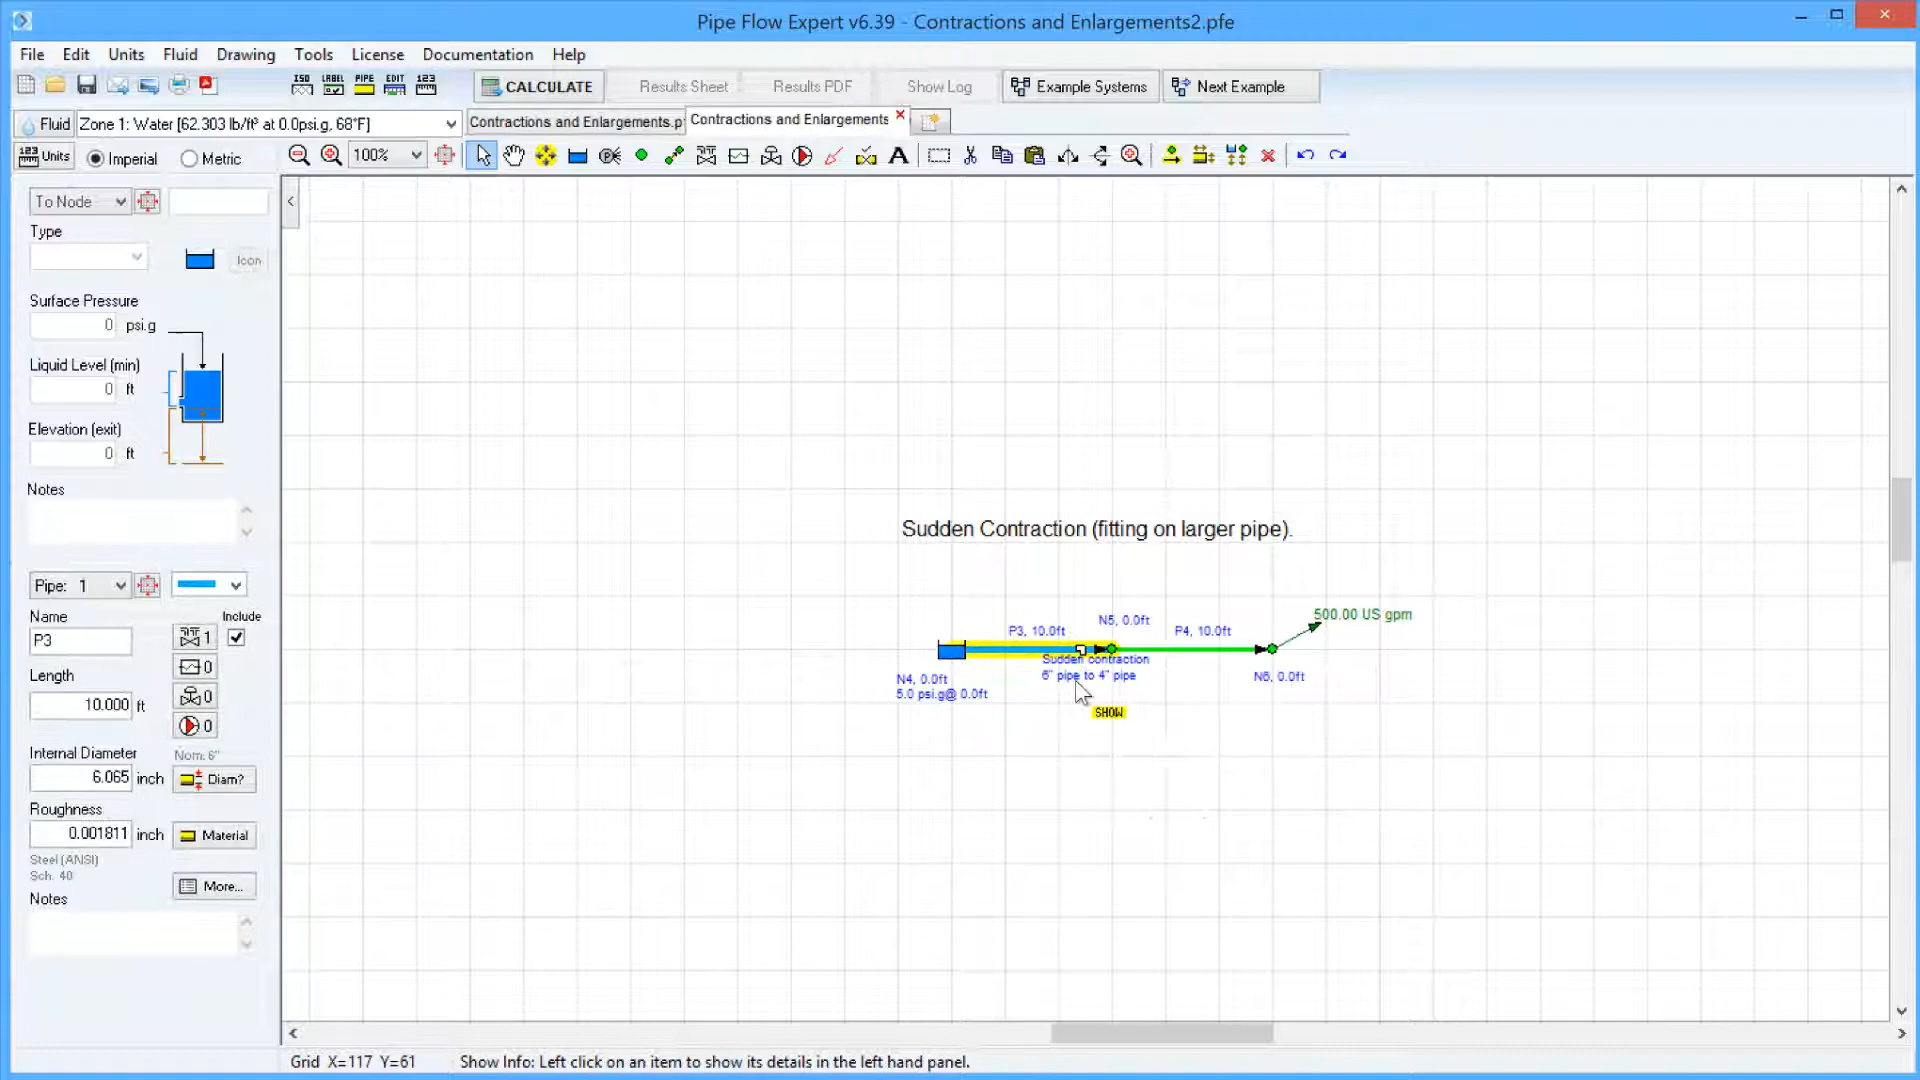 Pipe Flow Expert v6.39 - Contractions and Enlargements2.pfe
File Edit Units Fluid Drawing Tools License Documentation Help
ISO LABEL PIPE EDIT 123 CALCULATE Results Sheet Results PDF Show Log Example Systems Next Example
Fluid Zone 1: Water [62.303 lb/ft³ at 0.0psi.g, 68°F] Contractions and Enlargements.p Contractions and Enlargements
123 Units Imperial Metric 100% A
To Node
Type
Icon
Surface Pressure
0 psi.g
Liquid Level (min)
0 ft
Elevation (exit)
0 ft
Notes
Pipe: 1
Name Include
P3 1
0
Length
10.000 ft 0
0
Internal Diameter Nom: 6"
6.065 inch Diam?
Roughness
0.001811 inch Material
Steel (ANSI)
Sch. 40
More...
Notes
Sudden Contraction (fitting on larger pipe).
500.00 US gpm
N5, 0.0ft
P3, 10.0ft P4, 10.0ft
Sudden contraction
6" pipe to 4" pipe
N4, 0.0ft N6, 0.0ft
5.0 psi.g@ 0.0ft
SHOW
Grid X=117 Y=61 Show Info: Left click on an item to show its details in the left hand panel.